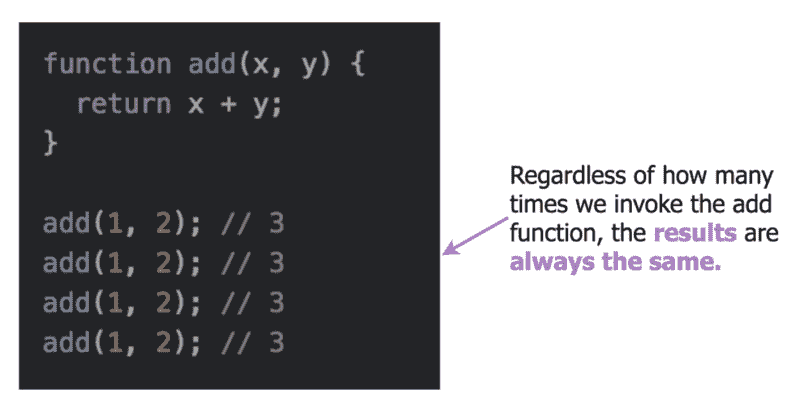 function add(x, y) {
  return x + y;
}
add(1, 2); // 3
add(1, 2); // 3
add(1, 2); // 3
add(1, 2); // 3
Regardless of how many
times we invoke the add
function, the results are
always the same.